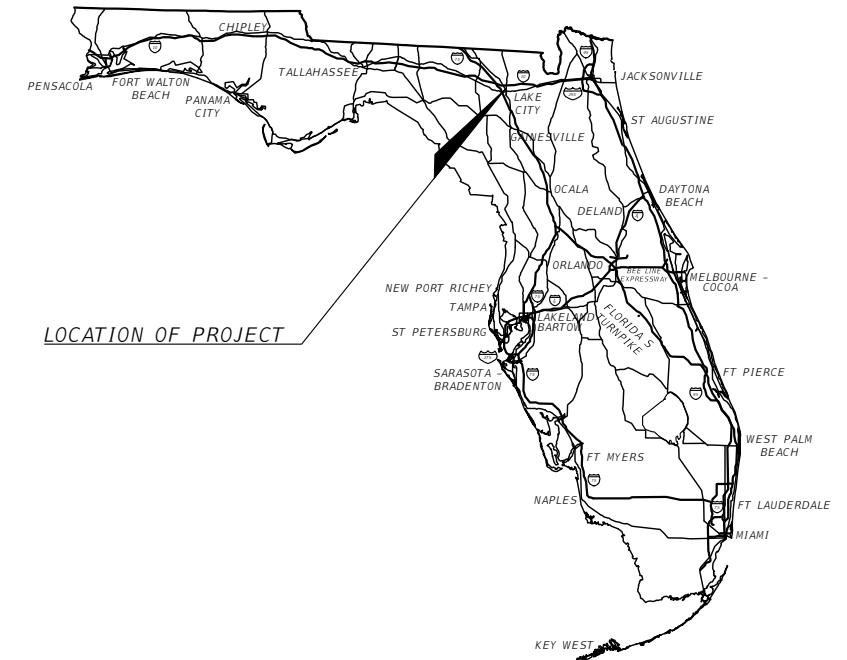 CHIPLEY
TALLAHASSEE
PENSACOLA
FORT WALTON
BEACH
PANAMA
CITY
JACKSONVILLE
LAKE
CITY
ST AUGUSTINE
GAINESVILLE
OCALA
DAYTONA
BEACH
DELAND
ORLANDO
BEE LINE
EXPRESSWAY
MELBOURNE –
COCOA
NEW PORT RICHEY
TAMPA
LAKELAND
BARTOW
ST PETERSBURG
FLORIDA S
TURNPIKE
LOCATION OF PROJECT
SARASOTA –
BRADENTON
FT PIERCE
WEST PALM
BEACH
FT MYERS
NAPLES
FT LAUDERDALE
MIAMI
KEY WEST